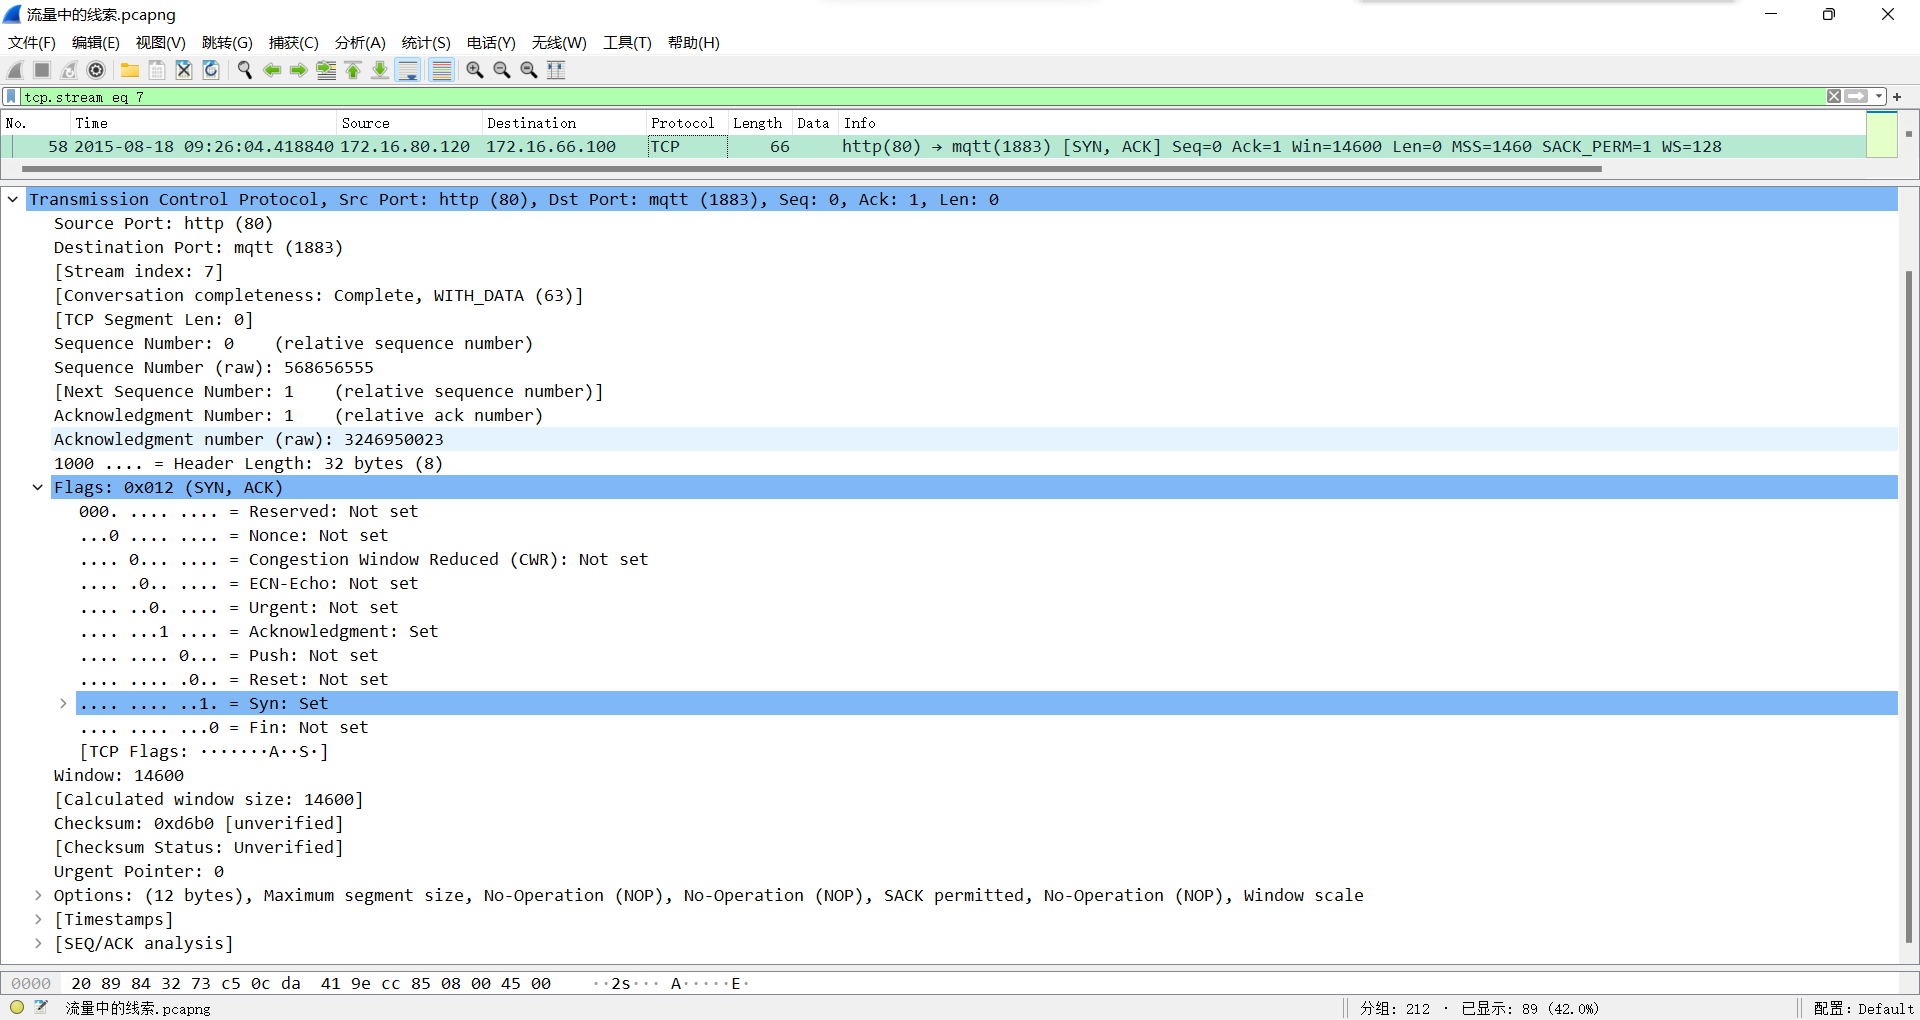 流量中的线索.pcapng
文件(F) 编辑(E) 视图(V) 跳转(G) 捕获(C) 分析(A) 统计(S) 电话(Y) 无线(W) 工具(T) 帮助(H)
tcp.stream eq 7
No. Time Source Destination Protocol Length Data Info
58 2015-08-18 09:26:04.418840 172.16.80.120 172.16.66.100 TCP 66 http(80) → mqtt(1883) [SYN, ACK] Seq=0 Ack=1 Win=14600 Len=0 MSS=1460 SACK_PERM=1 WS=128
Transmission Control Protocol, Src Port: http (80), Dst Port: mqtt (1883), Seq: 0, Ack: 1, Len: 0
Source Port: http (80)
Destination Port: mqtt (1883)
[Stream index: 7]
[Conversation completeness: Complete, WITH_DATA (63)]
[TCP Segment Len: 0]
Sequence Number: 0    (relative sequence number)
Sequence Number (raw): 568656555
[Next Sequence Number: 1    (relative sequence number)]
Acknowledgment Number: 1    (relative ack number)
Acknowledgment number (raw): 3246950023
1000 .... = Header Length: 32 bytes (8)
Flags: 0x012 (SYN, ACK)
000. .... .... = Reserved: Not set
...0 .... .... = Nonce: Not set
.... 0... .... = Congestion Window Reduced (CWR): Not set
.... .0.. .... = ECN-Echo: Not set
.... ..0. .... = Urgent: Not set
.... ...1 .... = Acknowledgment: Set
.... .... 0... = Push: Not set
.... .... .0.. = Reset: Not set
.... .... ..1. = Syn: Set
.... .... ...0 = Fin: Not set
[TCP Flags: ·······A··S·]
Window: 14600
[Calculated window size: 14600]
Checksum: 0xd6b0 [unverified]
[Checksum Status: Unverified]
Urgent Pointer: 0
Options: (12 bytes), Maximum segment size, No-Operation (NOP), No-Operation (NOP), SACK permitted, No-Operation (NOP), Window scale
[Timestamps]
[SEQ/ACK analysis]
0000 20 89 84 32 73 c5 0c da 41 9e cc 85 08 00 45 00 ··2s··· A·····E·
流量中的线索.pcapng 分组: 212 · 已显示: 89 (42.0%) 配置: Default